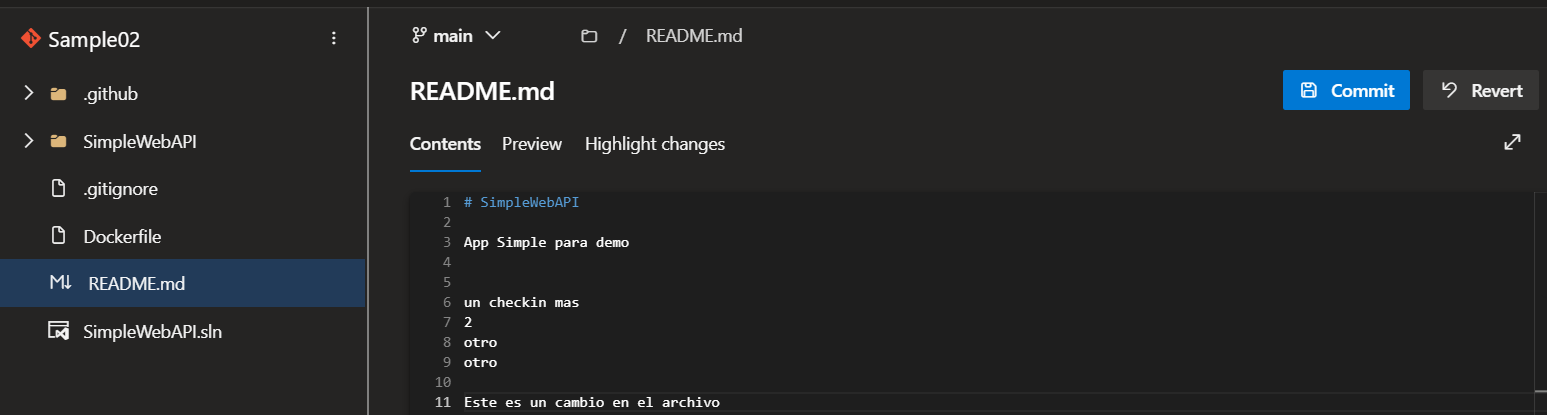 Sample02
.github
SimpleWebAPI
.gitignore
Dockerfile
README.md
SimpleWebAPI.sln
main / README.md
README.md
Commit Revert
Contents Preview Highlight changes
1 # SimpleWebAPI
2
3 App Simple para demo
4
5
6 un checkin mas
7 2
8 otro
9 otro
10
11 Este es un cambio en el archivo